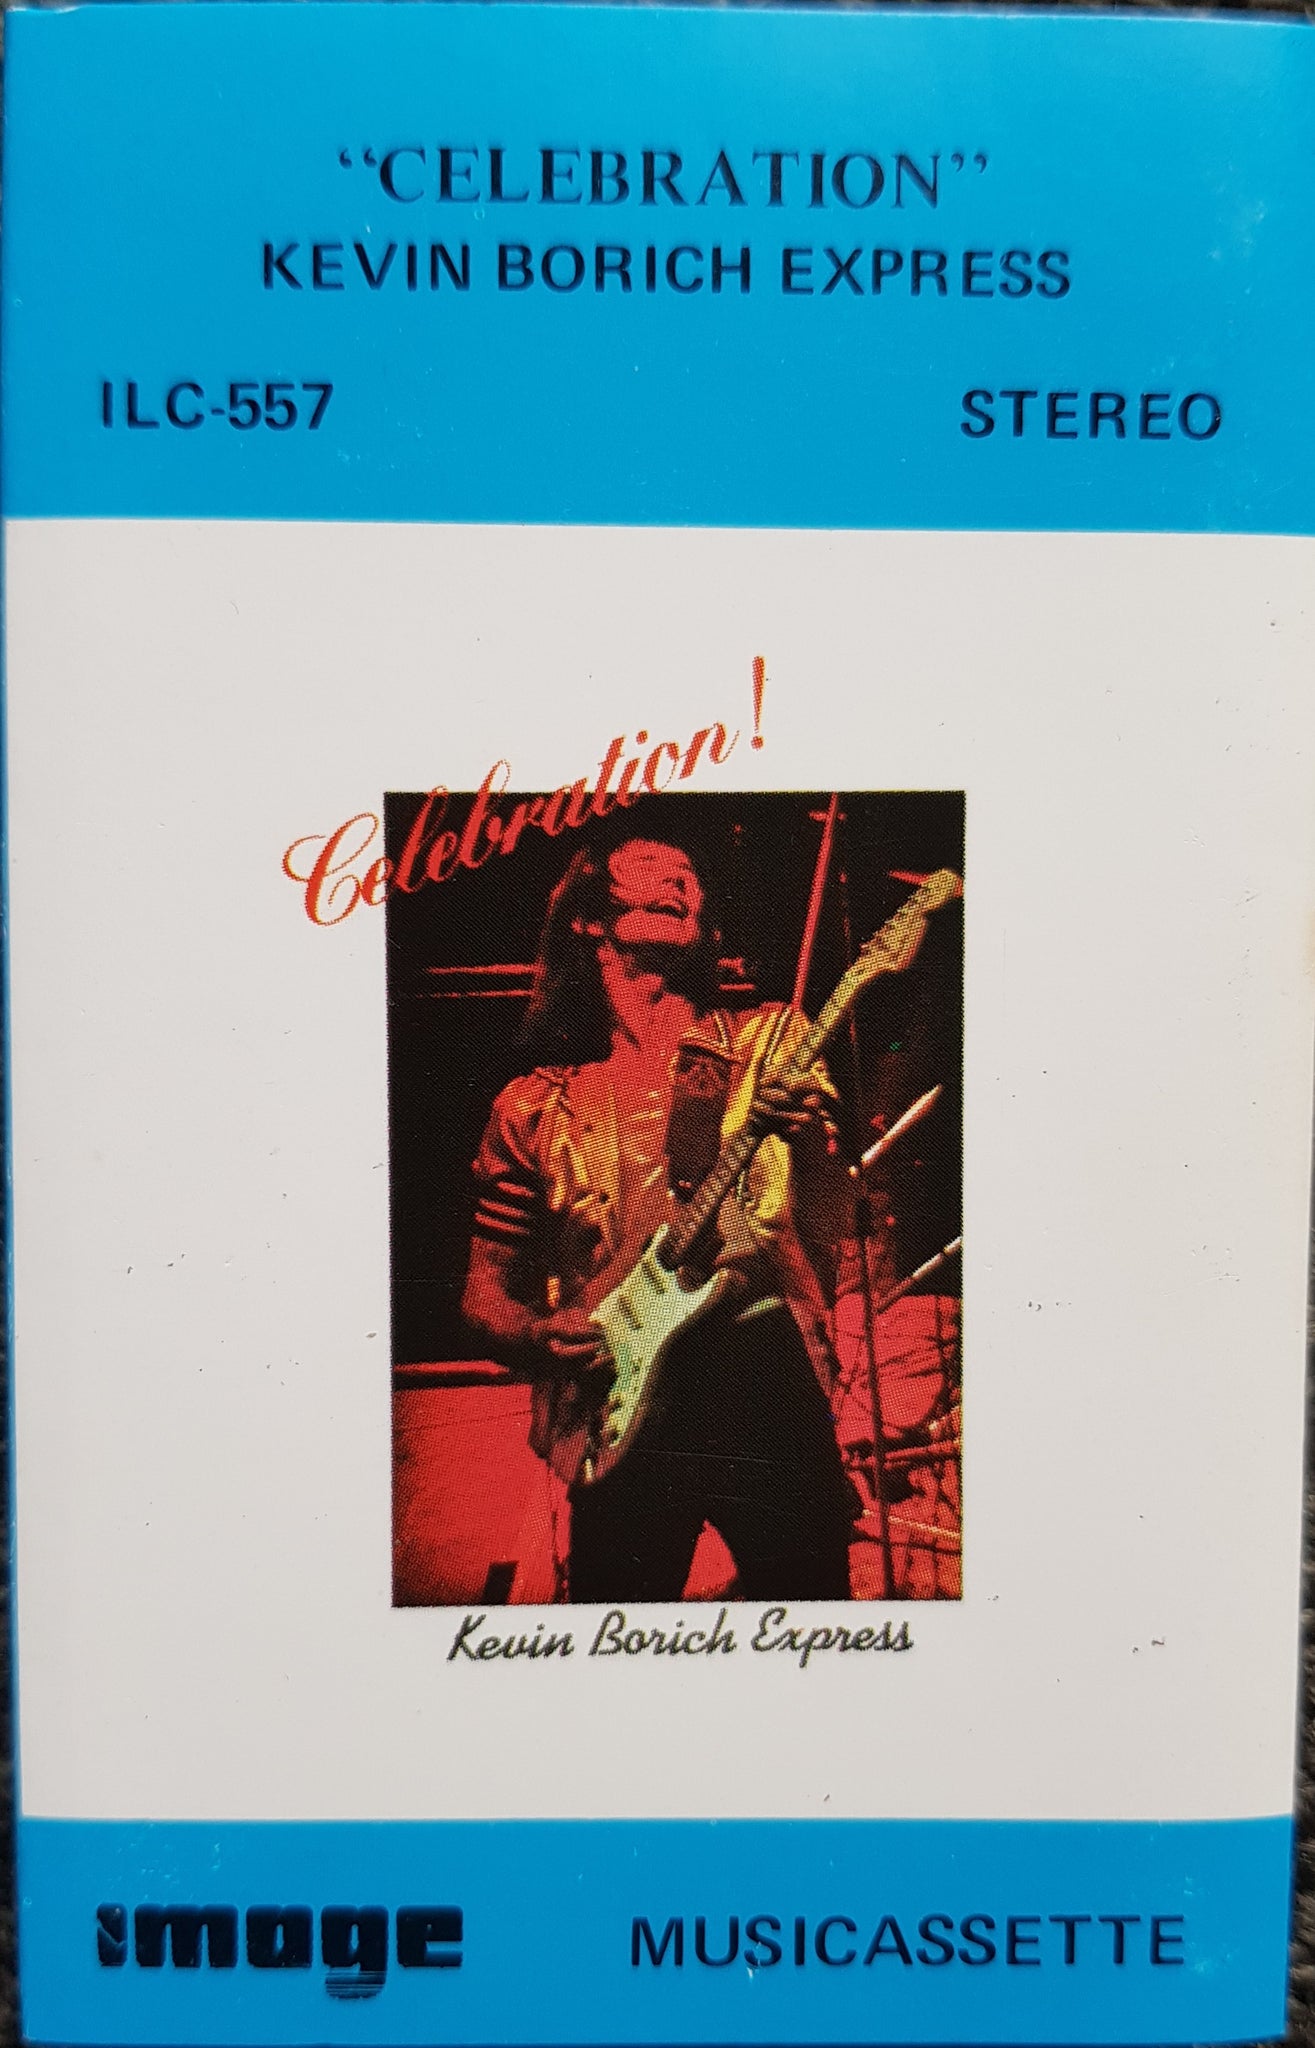 “CELEBRATION”
KEVIN BORICH EXPRESS
ILC-557
STEREO
Celebration!
Kevin Borich Express
image
MUSICASSETTE